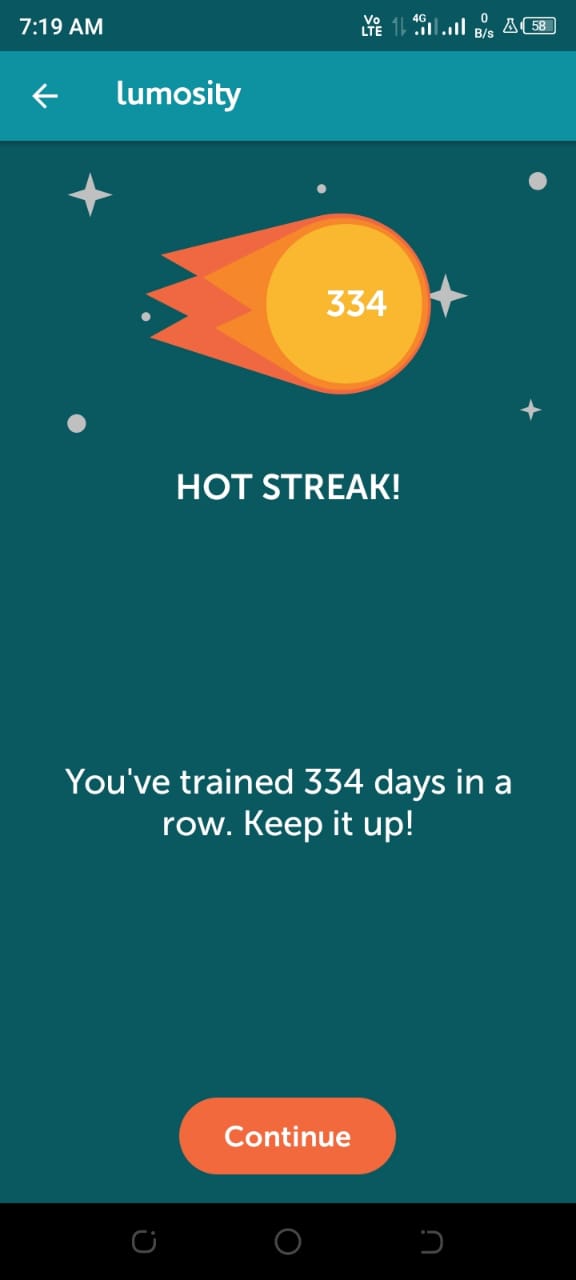 7:19 AM
Vo LTE 4G 0 B/s 58
lumosity
334
HOT STREAK!
You've trained 334 days in a
row. Keep it up!
Continue